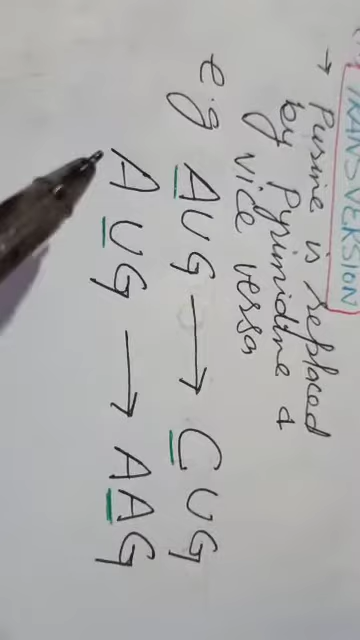 TRANSVERSION
→ Purine is replaced
by Pyrimidine &
vice versa
e.g AUG → CUG
AUG → AAG